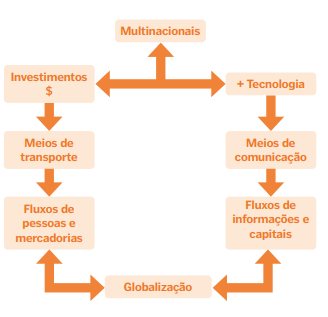 Multinacionais
Investimentos
$
+ Tecnologia
Meios de
transporte
Meios de
comunicação
Fluxos de
pessoas e
mercadorias
Fluxos de
informações e
capitais
Globalização